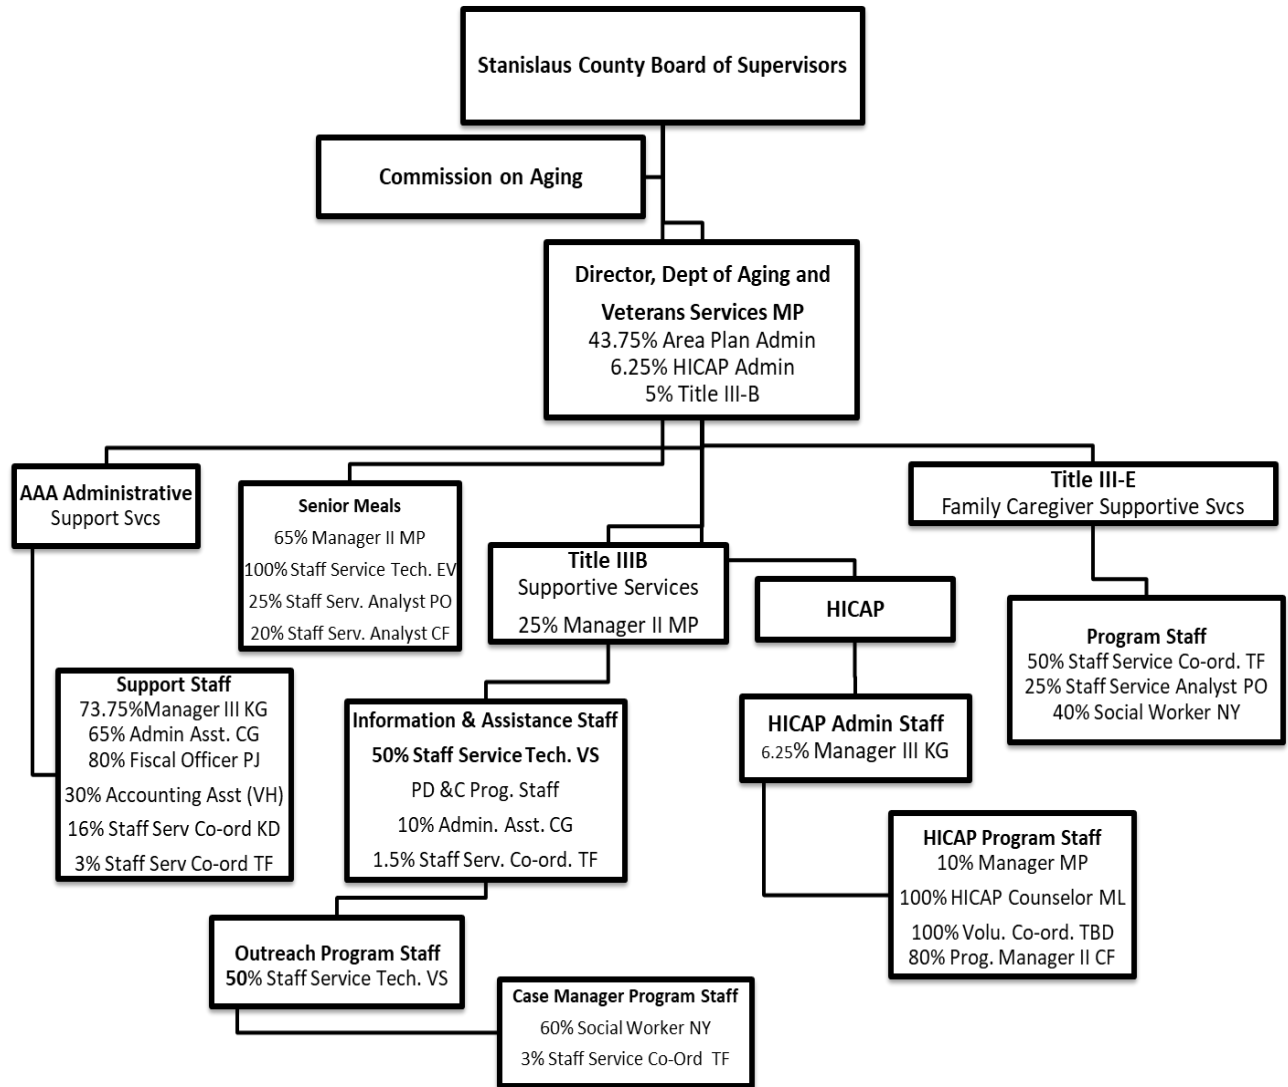 Stanislaus County Board of Supervisors
Commission on Aging
Director, Dept of Aging and
Veterans Services MP
43.75% Area Plan Admin
6.25% HICAP Admin
5% Title III-B
AAA Administrative
Support Svcs
Senior Meals
65% Manager II MP
100% Staff Service Tech. EV
25% Staff Serv. Analyst PO
20% Staff Serv. Analyst CF
Title IIIB
Supportive Services
25% Manager II MP
HICAP
Title III-E
Family Caregiver Supportive Svcs
Program Staff
50% Staff Service Co-ord. TF
25% Staff Service Analyst PO
40% Social Worker NY
Support Staff
73.75%Manager III KG
65% Admin Asst. CG
80% Fiscal Officer PJ
30% Accounting Asst (VH)
16% Staff Serv Co-ord KD
3% Staff Serv Co-ord TF
Information & Assistance Staff
50% Staff Service Tech. VS
PD &C Prog. Staff
10% Admin. Asst. CG
1.5% Staff Serv. Co-ord. TF
HICAP Admin Staff
6.25% Manager III KG
HICAP Program Staff
10% Manager MP
100% HICAP Counselor ML
100% Volu. Co-ord. TBD
80% Prog. Manager II CF
Outreach Program Staff
50% Staff Service Tech. VS
Case Manager Program Staff
60% Social Worker NY
3% Staff Service Co-Ord TF